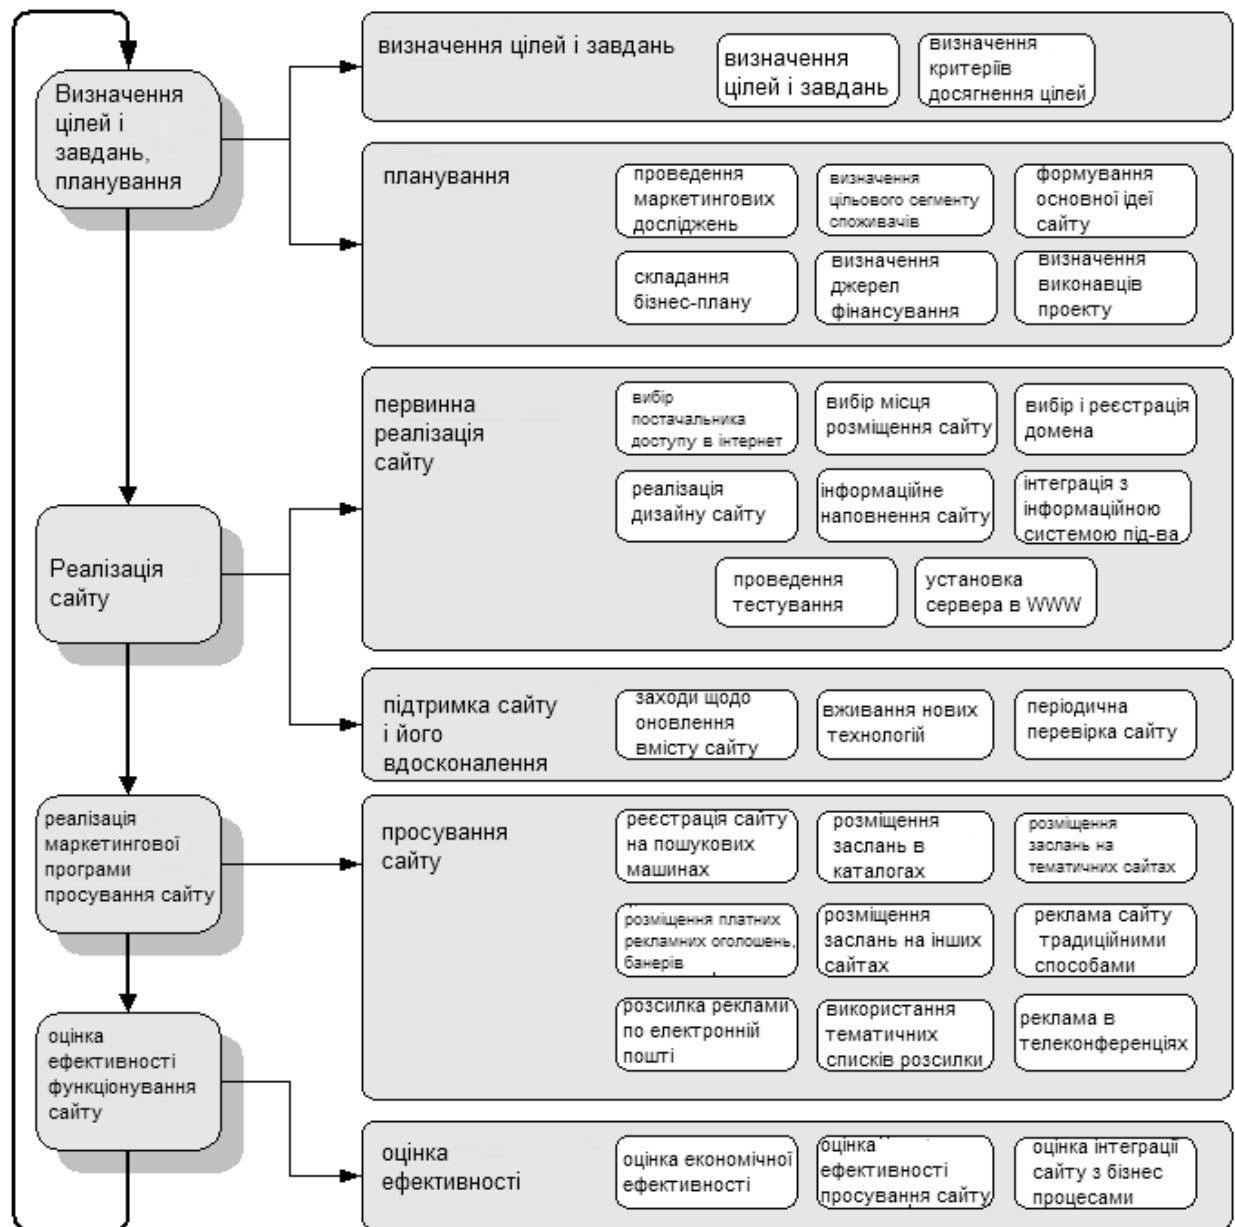 Визначення
цілей і
завдань,
планування
визначення цілей і завдань
визначення
цілей і завдань
визначення
критеріїв
досягнення цілей
планування
проведення
маркетингових
досліджень
визначення
цільового сегменту
споживачів
формування
основної ідеї
сайту
складання
бізнес-плану
визначення
джерел
фінансування
визначення
виконавців
проекту
Реалізація
сайту
первинна
реалізація
сайту
вибір
постачальника
доступу в інтернет
вибір місця
розміщення сайту
вибір і реєстрація
домена
реалізація
дизайну сайту
інформаційне
наповнення сайту
інтеграція з
інформаційною
системою під-ва
проведення
тестування
установка
сервера в WWW
підтримка сайту
і його
вдосконалення
заходи щодо
оновлення
вмісту сайту
вживання нових
технологій
періодична
перевірка сайту
реалізація
маркетингової
програми
просування сайту
просування
сайту
реєстрація сайту
на пошукових
машинах
розміщення
заслань в
каталогах
розміщення
заслань на
тематичних сайтах
розміщення платних
рекламних оголошень,
банерів
розміщення
заслань на інших
сайтах
реклама сайту
традиційними
способами
розсилка реклами
по електронній
пошті
використання
тематичних
списків розсилки
реклама в
телеконференціях
оцінка
ефективності
функціонування
сайту
оцінка
ефективності
оцінка економічної
ефективності
оцінка
ефективності
просування сайту
оцінка інтеграції
сайту з бізнес
процесами